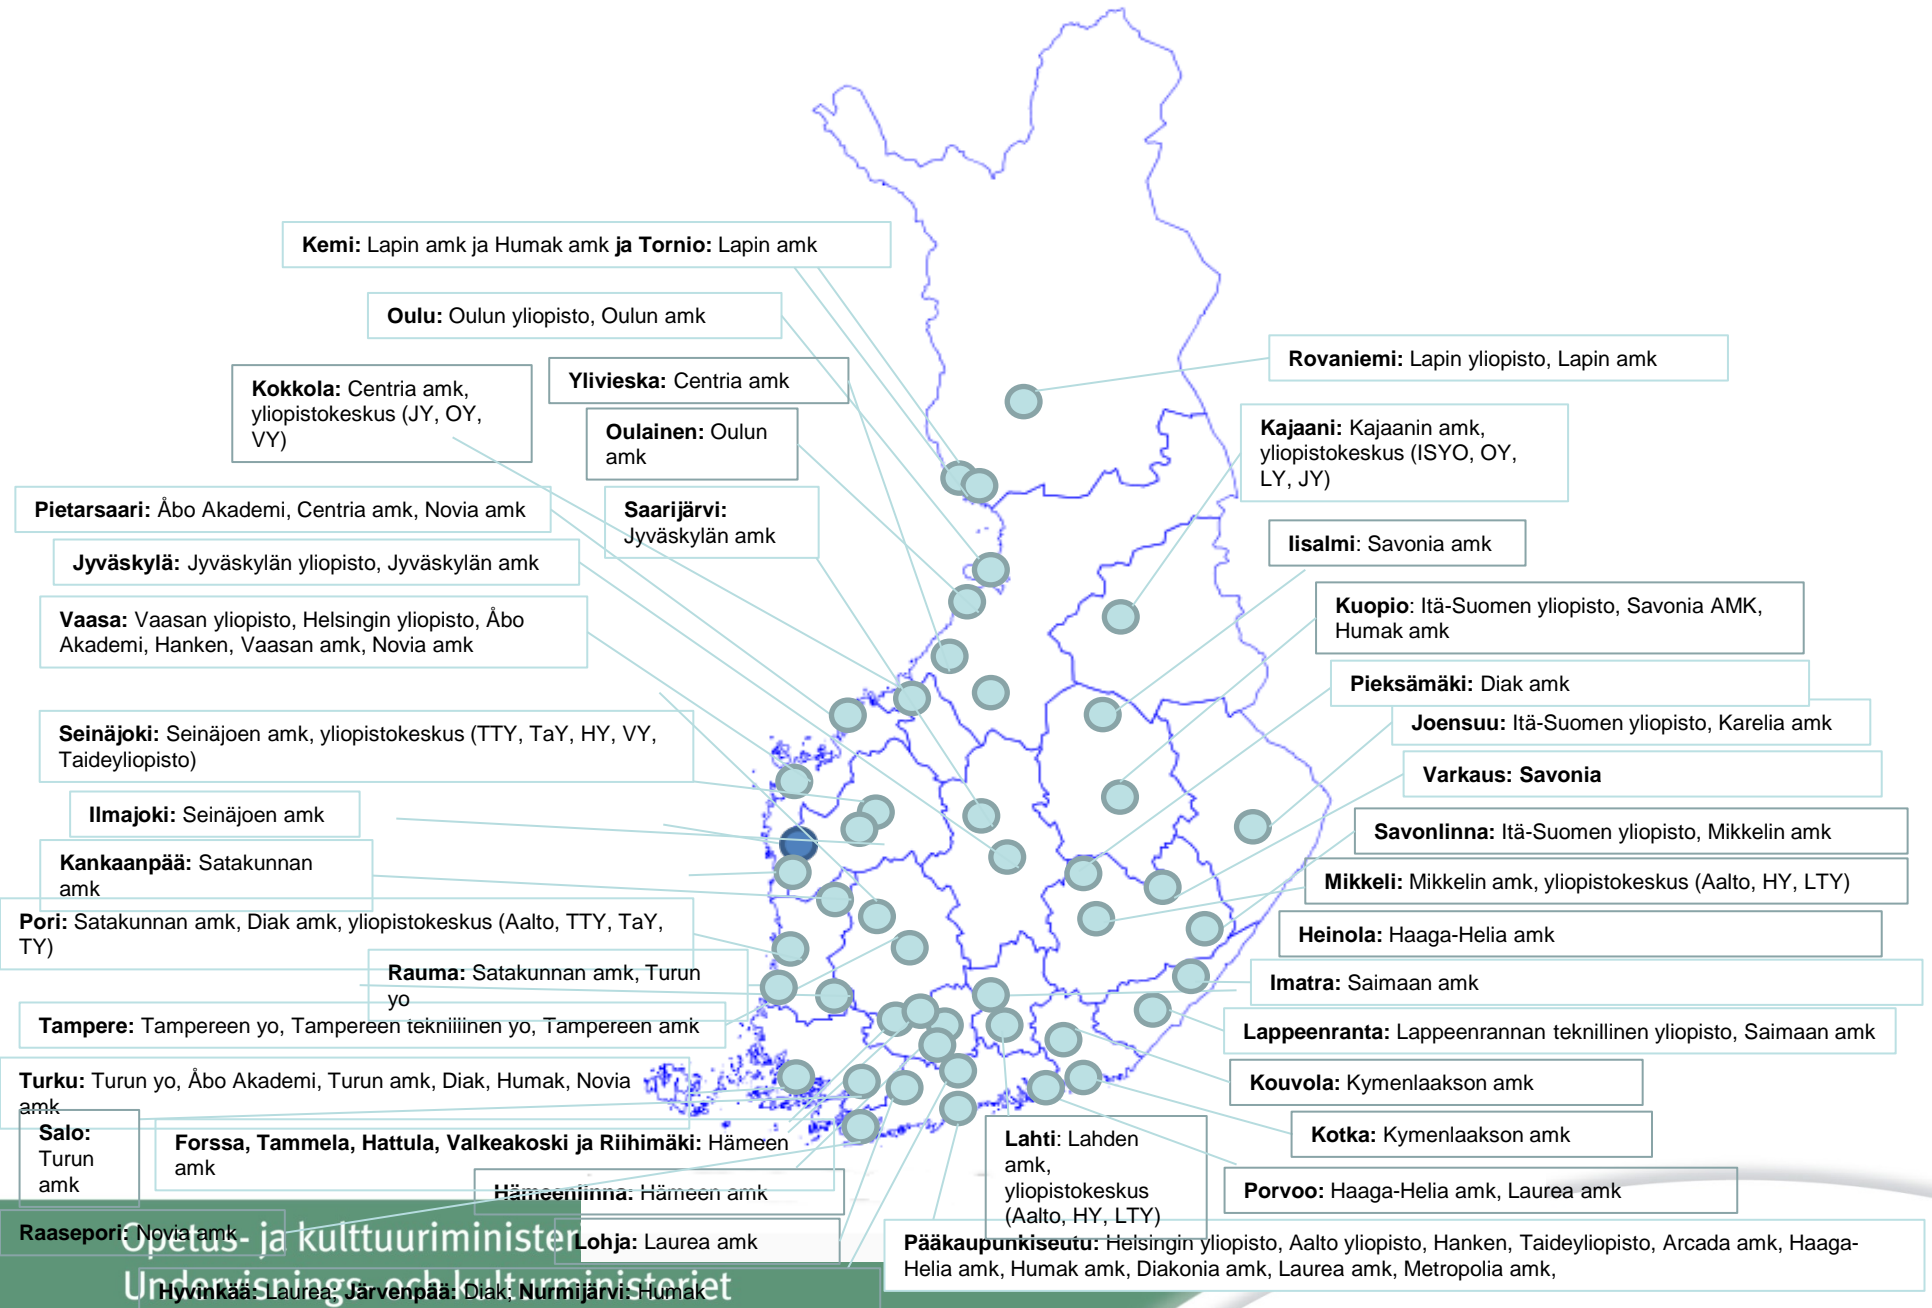 Kemi: Lapin amk ja Humak amk ja Tornio: Lapin amk
Oulu: Oulun yliopisto, Oulun amk
Rovaniemi: Lapin yliopisto, Lapin amk
Kokkola: Centria amk,
yliopistokeskus (JY, OY,
VY)
Ylivieska: Centria amk
Oulainen: Oulun
amk
Kajaani: Kajaanin amk,
yliopistokeskus (ISYO, OY,
LY, JY)
Pietarsaari: Åbo Akademi, Centria amk, Novia amk
Saarijärvi:
Jyväskylän amk
Iisalmi: Savonia amk
Jyväskylä: Jyväskylän yliopisto, Jyväskylän amk
Kuopio: Itä-Suomen yliopisto, Savonia AMK,
Humak amk
Vaasa: Vaasan yliopisto, Helsingin yliopisto, Åbo
Akademi, Hanken, Vaasan amk, Novia amk
Pieksämäki: Diak amk
Joensuu: Itä-Suomen yliopisto, Karelia amk
Seinäjoki: Seinäjoen amk, yliopistokeskus (TTY, TaY, HY, VY,
Taideyliopisto)
Varkaus: Savonia
Ilmajoki: Seinäjoen amk
Savonlinna: Itä-Suomen yliopisto, Mikkelin amk
Kankaanpää: Satakunnan
amk
Mikkeli: Mikkelin amk, yliopistokeskus (Aalto, HY, LTY)
Pori: Satakunnan amk, Diak amk, yliopistokeskus (Aalto, TTY, TaY,
TY)
Heinola: Haaga-Helia amk
Rauma: Satakunnan amk, Turun
yo
Imatra: Saimaan amk
Tampere: Tampereen yo, Tampereen teknillinen yo, Tampereen amk
Lappeenranta: Lappeenrannan teknillinen yliopisto, Saimaan amk
Turku: Turun yo, Åbo Akademi, Turun amk, Diak, Humak, Novia
amk
Kouvola: Kymenlaakson amk
Salo:
Turun
amk
Forssa, Tammela, Hattula, Valkeakoski ja Riihimäki: Hämeen
amk
Lahti: Lahden
amk,
yliopistokeskus
(Aalto, HY, LTY)
Kotka: Kymenlaakson amk
Hämeenlinna: Hämeen amk
Porvoo: Haaga-Helia amk, Laurea amk
Raasepori: Novia amk
Opetus- ja kulttuuriminister
Lohja: Laurea amk
Pääkaupunkiseutu: Helsingin yliopisto, Aalto yliopisto, Hanken, Taideyliopisto, Arcada amk, Haaga-
Helia amk, Humak amk, Diakonia amk, Laurea amk, Metropolia amk,
Undervisnings- och kulturministeriet
Hyvinkää: Laurea; Järvenpää: Diak; Nurmijärvi: Humak